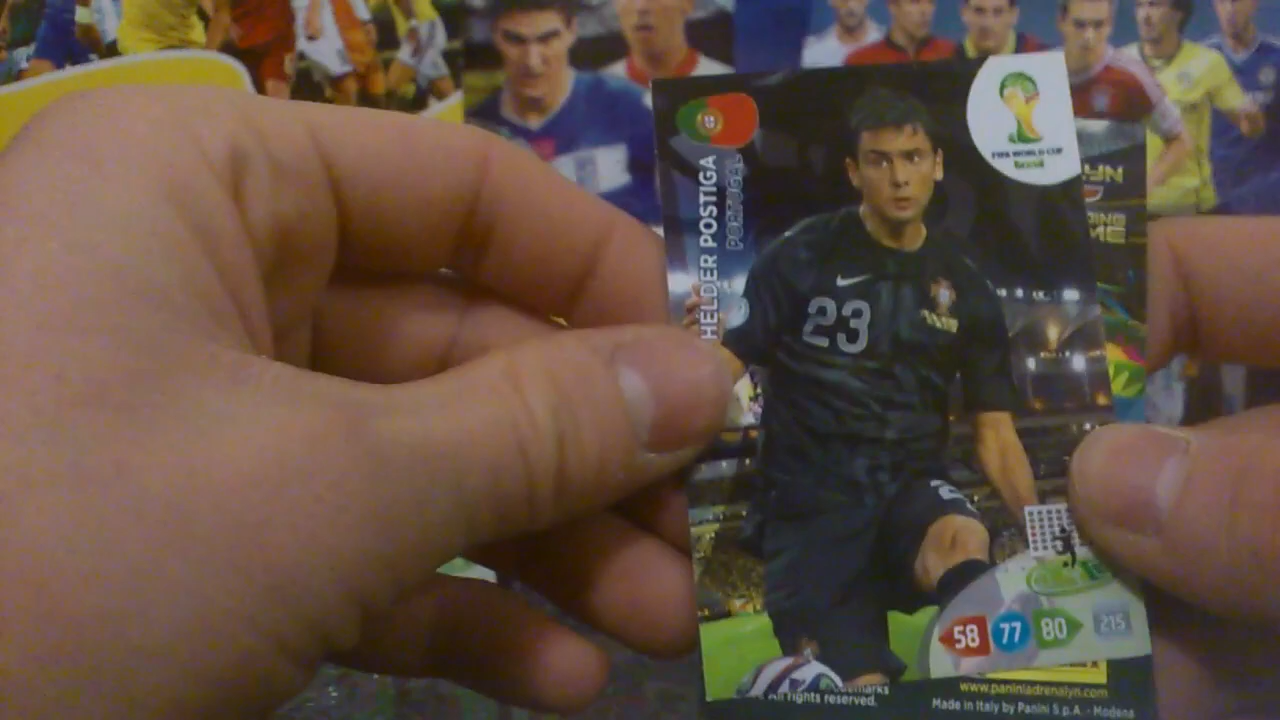 HELDER POSTIGA
PORTUGAL
FIFA WORLD CUP
Brasil
23
58 77 80 215
All rights reserved.
www.paniniadrenalyn.com
Made in Italy by Panini S.p.A. - Modena